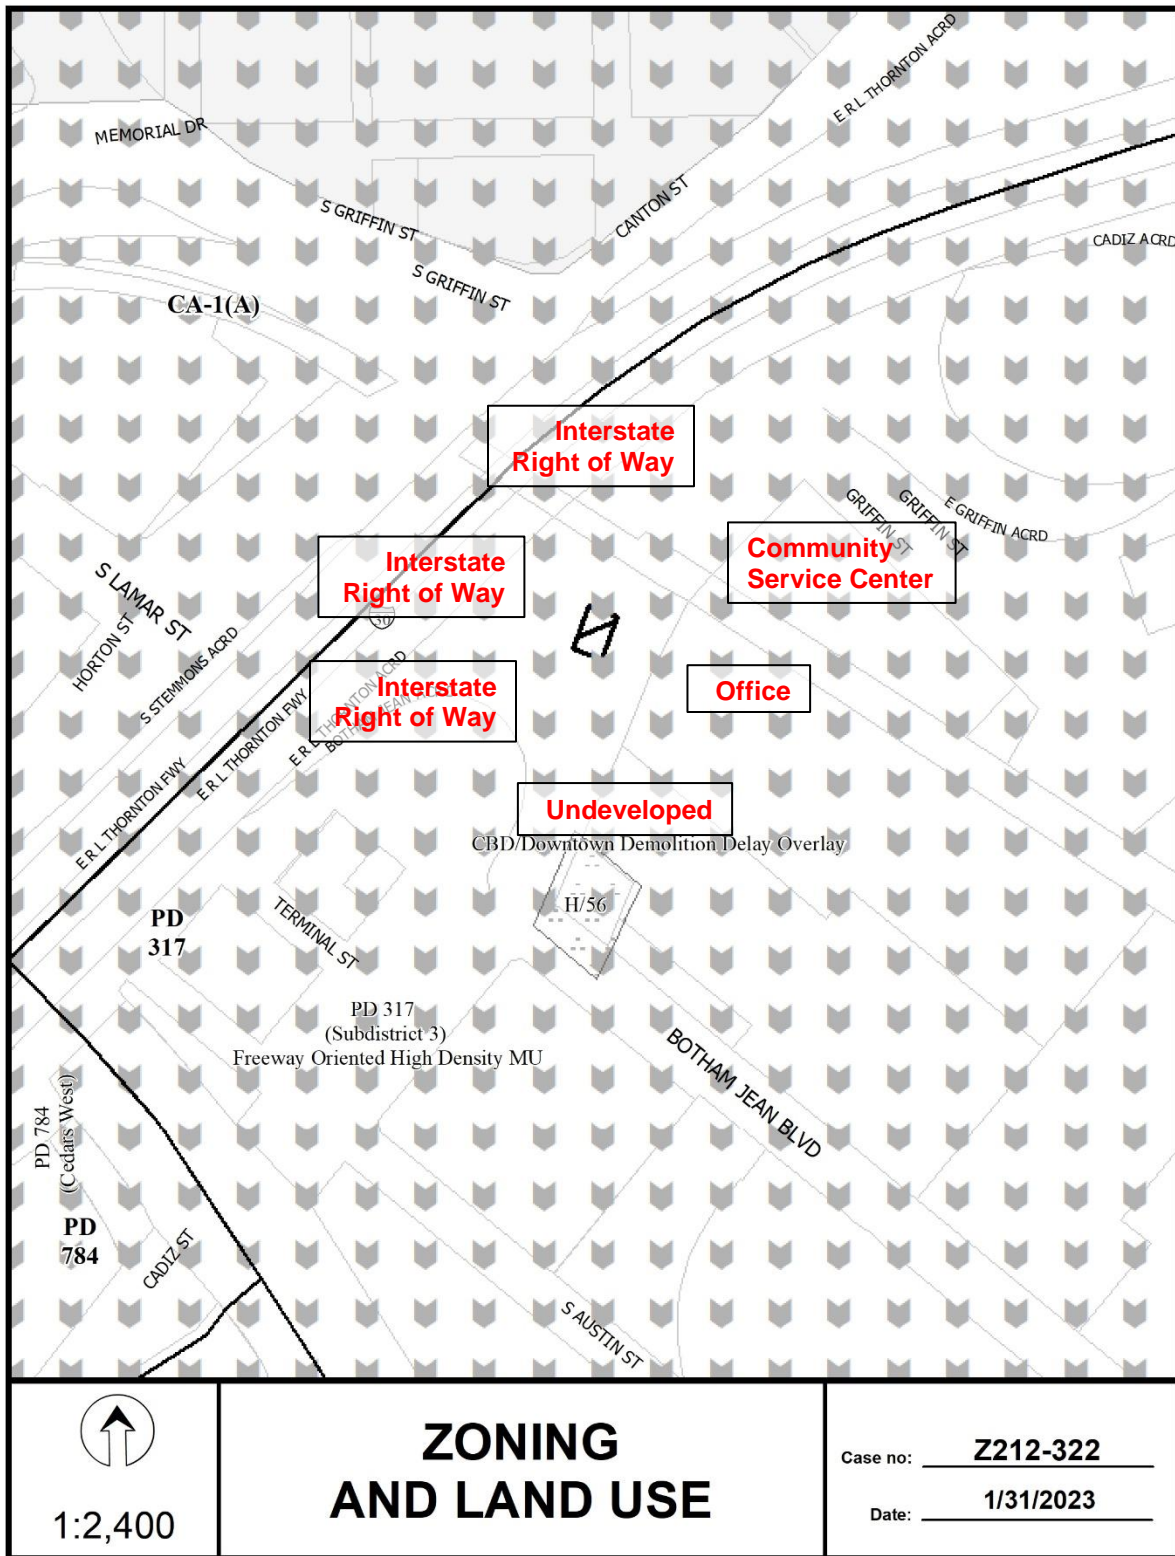 E R L THORNTON ACRD
MEMORIAL DR
S GRIFFIN ST
CANTON ST
CADIZ ACRD
S GRIFFIN ST
CA-1(A)
Interstate
Right of Way
GRIFFIN ST
GRIFFIN ST
E GRIFFIN ACRD
Interstate
Right of Way
Community
Service Center
S LAMAR ST
HORTON ST
S STEMMONS ACRD
30
Interstate
Right of Way
Office
E R L THORNTON ACRD
BOTHAM JEAN
E R L THORNTON FWY
E R L THORNTON FWY
Undeveloped
CBD/Downtown Demolition Delay Overlay
H/56
PD
317
TERMINAL ST
PD 317
(Subdistrict 3)
Freeway Oriented High Density MU
BOTHAM JEAN BLVD
PD 784
(Cedars West)
PD
784
CADIZ ST
S AUSTIN ST
1:2,400
ZONING
AND LAND USE
Case no: Z212-322
Date: 1/31/2023